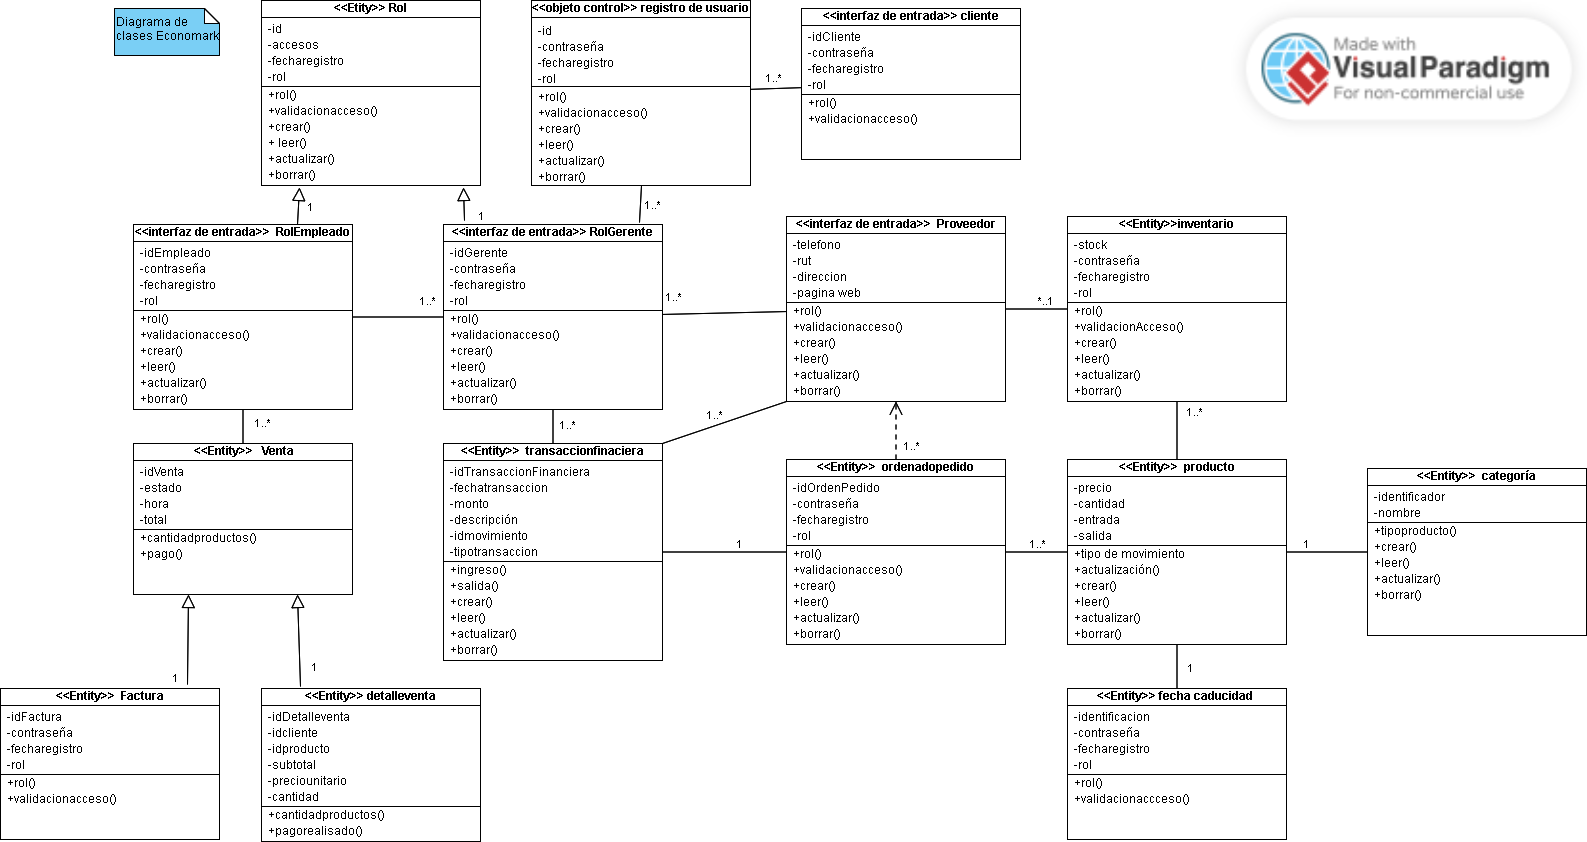 Diagrama de
clases Economark
<<Etity>> Rol
-id
-accesos
-fecharegistro
-rol
+rol()
+validacionacceso()
+crear()
+ leer()
+actualizar()
+borrar()
<<objeto control>> registro de usuario
-id
-contraseña
-fecharegistro
-rol
+rol()
+validacionacceso()
+crear()
+leer()
+actualizar()
+borrar()
1..*
<<interfaz de entrada>> cliente
-idCliente
-contraseña
-fecharegistro
-rol
+rol()
+validacionacceso()
Made with
Visual Paradigm
For non-commercial use
1
1
1..*
<<interfaz de entrada>> RolEmpleado
-idEmpleado
-contraseña
-fecharegistro
-rol
+rol()
+validacionacceso()
+crear()
+leer()
+actualizar()
+borrar()
1..*
<<interfaz de entrada>> RolGerente
-idGerente
-contraseña
-fecharegistro
-rol
+rol()
+validacionacceso()
+crear()
+leer()
+actualizar()
+borrar()
1..*
<<interfaz de entrada>> Proveedor
-telefono
-rut
-direccion
-pagina web
+rol()
+validacionacceso()
+crear()
+leer()
+actualizar()
+borrar()
*..1
<<Entity>>inventario
-stock
-contraseña
-fecharegistro
-rol
+rol()
+validacionAcceso()
+crear()
+leer()
+actualizar()
+borrar()
1..*
1..*
1..*
1..*
1..*
<<Entity>> Venta
-idVenta
-estado
-hora
-total
+cantidadproductos()
+pago()
<<Entity>> transaccionfinaciera
-idTransaccionFinanciera
-fechatransaccion
-monto
-descripción
-idmovimiento
-tipotransaccion
+ingreso()
+salida()
+crear()
+leer()
+actualizar()
+borrar()
1
<<Entity>> ordenadopedido
-idOrdenPedido
-contraseña
-fecharegistro
-rol
+rol()
+validacionacceso()
+crear()
+leer()
+actualizar()
+borrar()
1..*
<<Entity>> producto
-precio
-cantidad
-entrada
-salida
+tipo de movimiento
+actualización()
+crear()
+leer()
+actualizar()
+borrar()
1
<<Entity>> categoría
-identificador
-nombre
+tipoproducto()
+crear()
+leer()
+actualizar()
+borrar()
1
1
1
<<Entity>> Factura
-idFactura
-contraseña
-fecharegistro
-rol
+rol()
+validacionacceso()
<<Entity>> detalleventa
-idDetalleventa
-idcliente
-idproducto
-subtotal
-preciounitario
-cantidad
+cantidadproductos()
+pagorealisado()
<<Entity>> fecha caducidad
-identificacion
-contraseña
-fecharegistro
-rol
+rol()
+validacionaccceso()